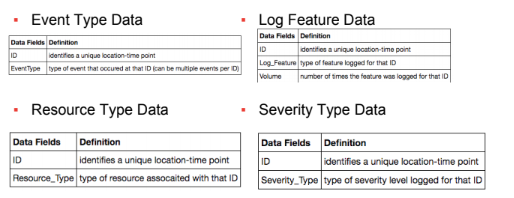 Event Type Data
Data Fields Definition
ID identifies a unique location-time point
EventType type of event that occured at that ID (can be multiple events per ID)
Log Feature Data
Data Fields Definition
ID identifies a unique location-time point
Log_Feature type of feature logged for that ID
Volume number of times the feature was logged for that ID
Resource Type Data
Data Fields Definition
ID identifies a unique location-time point
Resource_Type type of resource assocaited with that ID
Severity Type Data
Data Fields Definition
ID identifies a unique location-time point
Severity_Type type of severity level logged for that ID